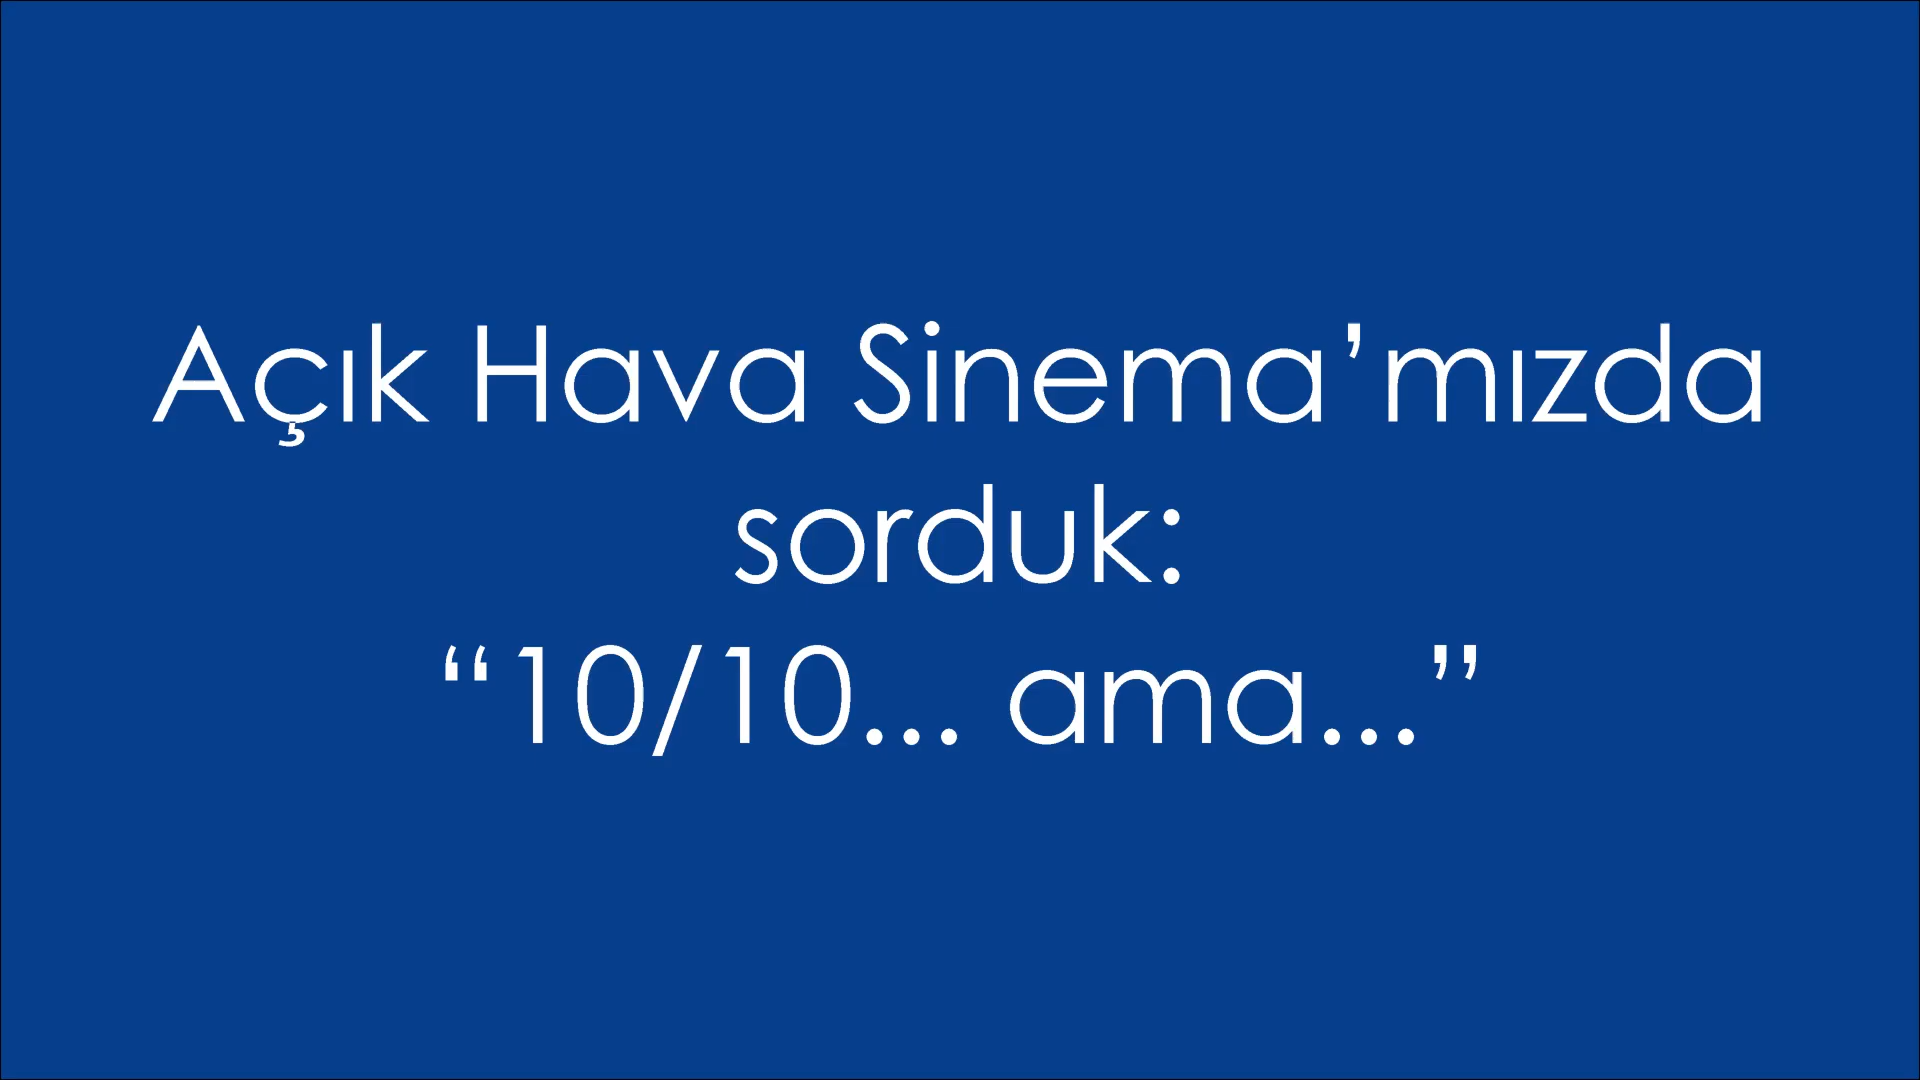 Açık Hava Sinema’mızda
sorduk:
“10/10... ama...”